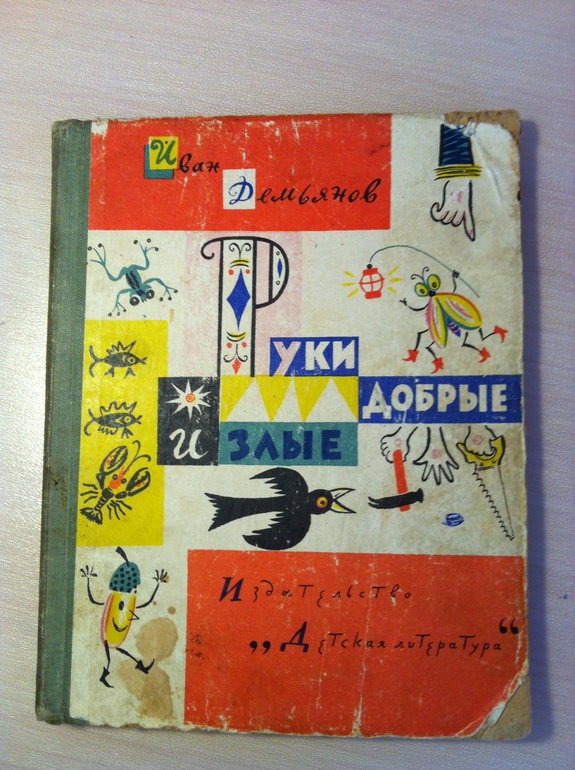 Иван
Демьянов
РУКИ
ДОБРЫЕ
И ЗЛЫЕ
Издательство
„Детская литература“